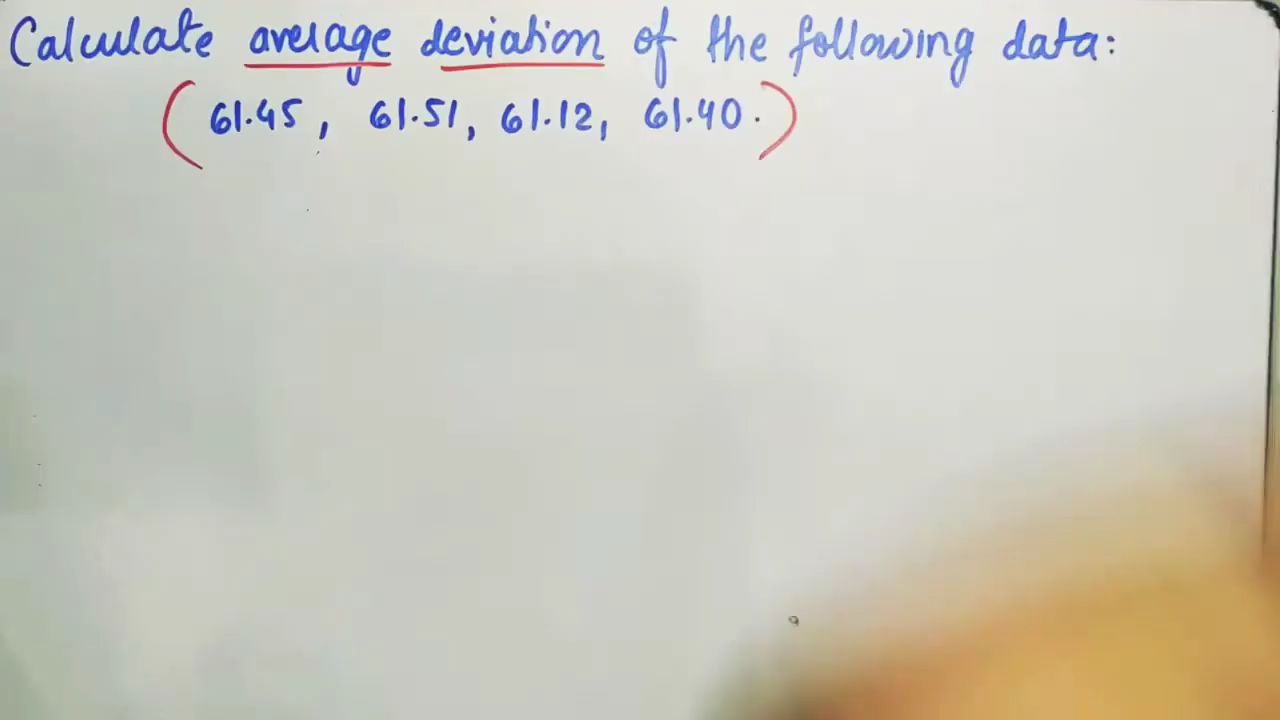 Calculate average deviation of the following data:
( 61.45, 61.51, 61.12, 61.40. )